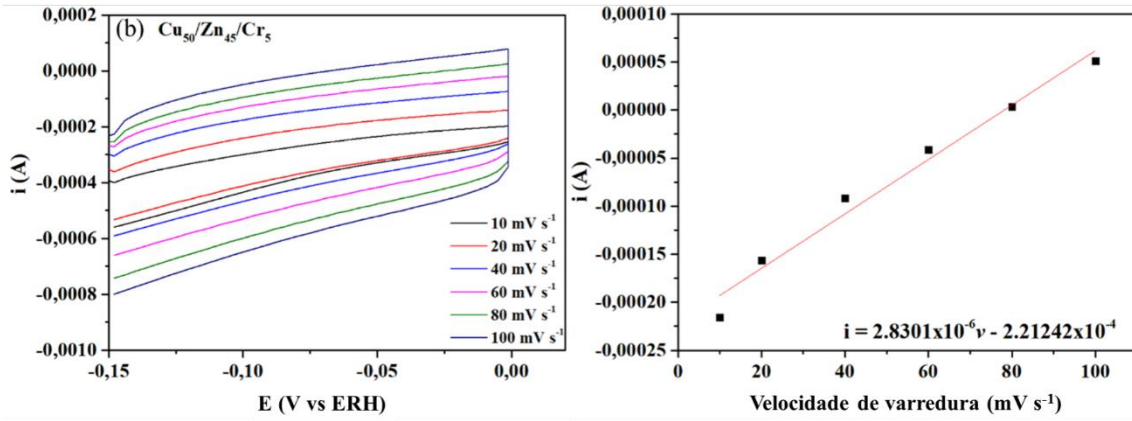 (b) Cu50/Zn45/Cr5
0,0002
0,0000
-0,0002
-0,0004
-0,0006
-0,0008
-0,0010
i (A)
10 mV s-1
20 mV s-1
40 mV s-1
60 mV s-1
80 mV s-1
100 mV s-1
-0,15
-0,10
-0,05
0,00
E (V vs ERH)
0,00010
0,00005
0,00000
-0,00005
-0,00010
-0,00015
-0,00020
-0,00025
i (A)
i = 2.8301x10-6v - 2.21242x10-4
0
20
40
60
80
100
Velocidade de varredura (mV s-1)